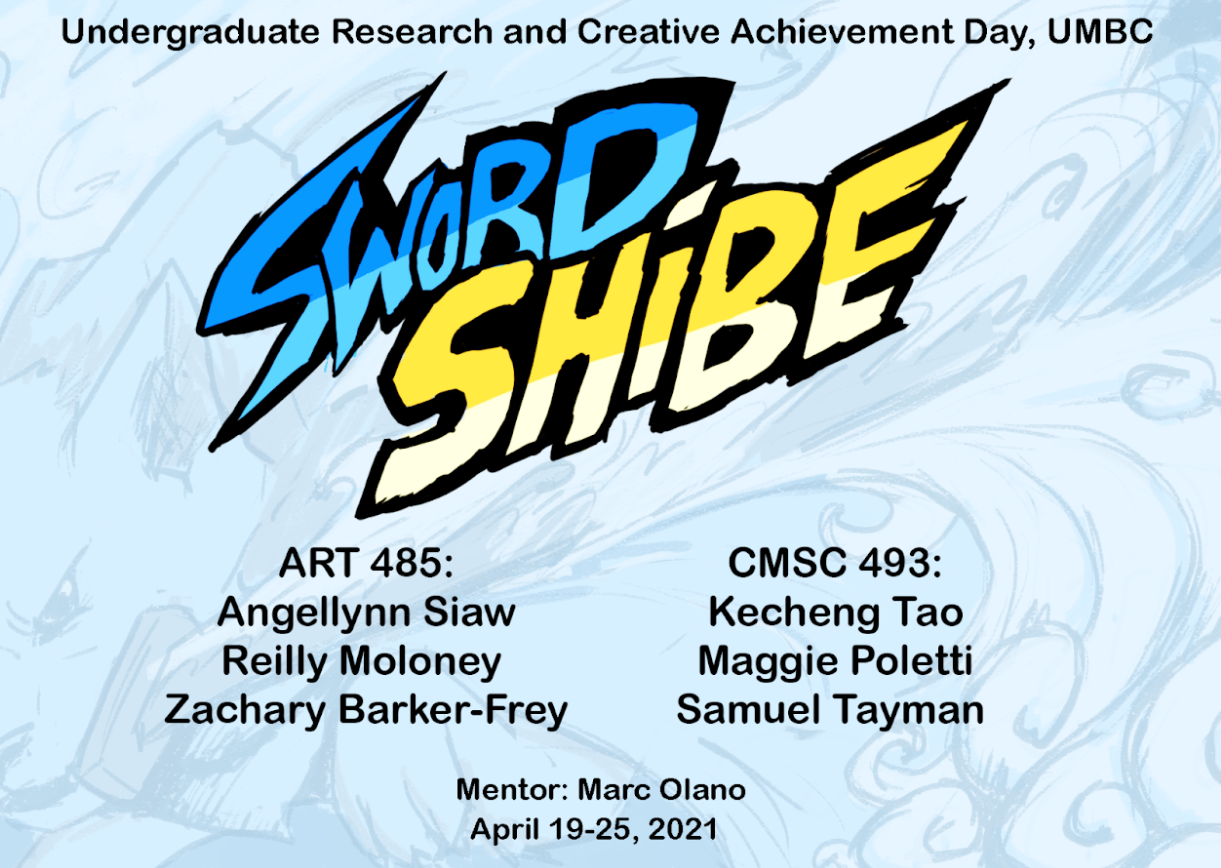 Undergraduate Research and Creative Achievement Day, UMBC
SWORD
SHiBE
ART 485:
Angellynn Siaw
Reilly Moloney
Zachary Barker-Frey
CMSC 493:
Kecheng Tao
Maggie Poletti
Samuel Tayman
Mentor: Marc Olano
April 19-25, 2021